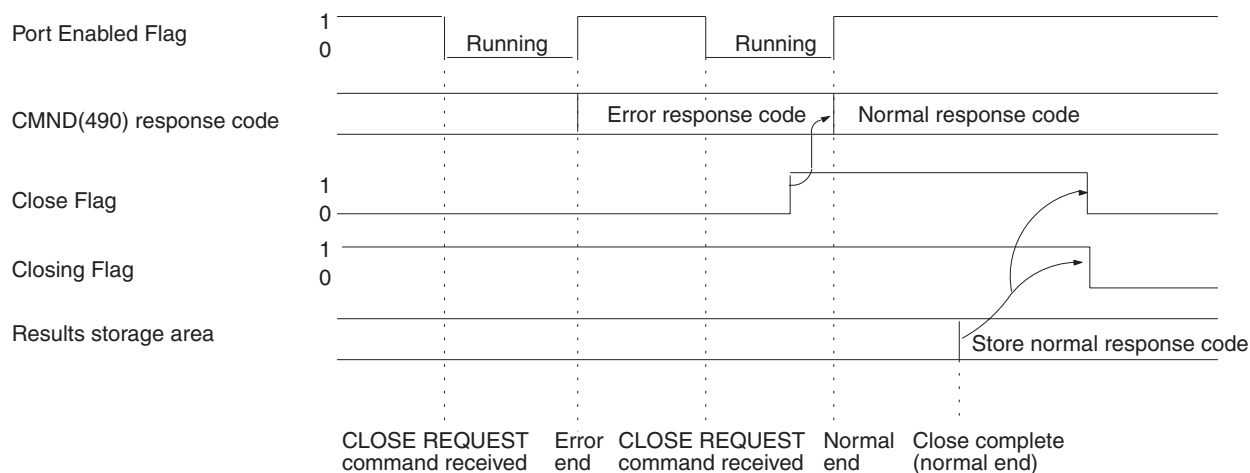 Port Enabled Flag
1
0
Running
Running
CMND(490) response code
Error response code
Normal response code
Close Flag
1
0
Closing Flag
1
0
Results storage area
Store normal response code
CLOSE REQUEST
command received
Error
end
CLOSE REQUEST
command received
Normal
end
Close complete
(normal end)